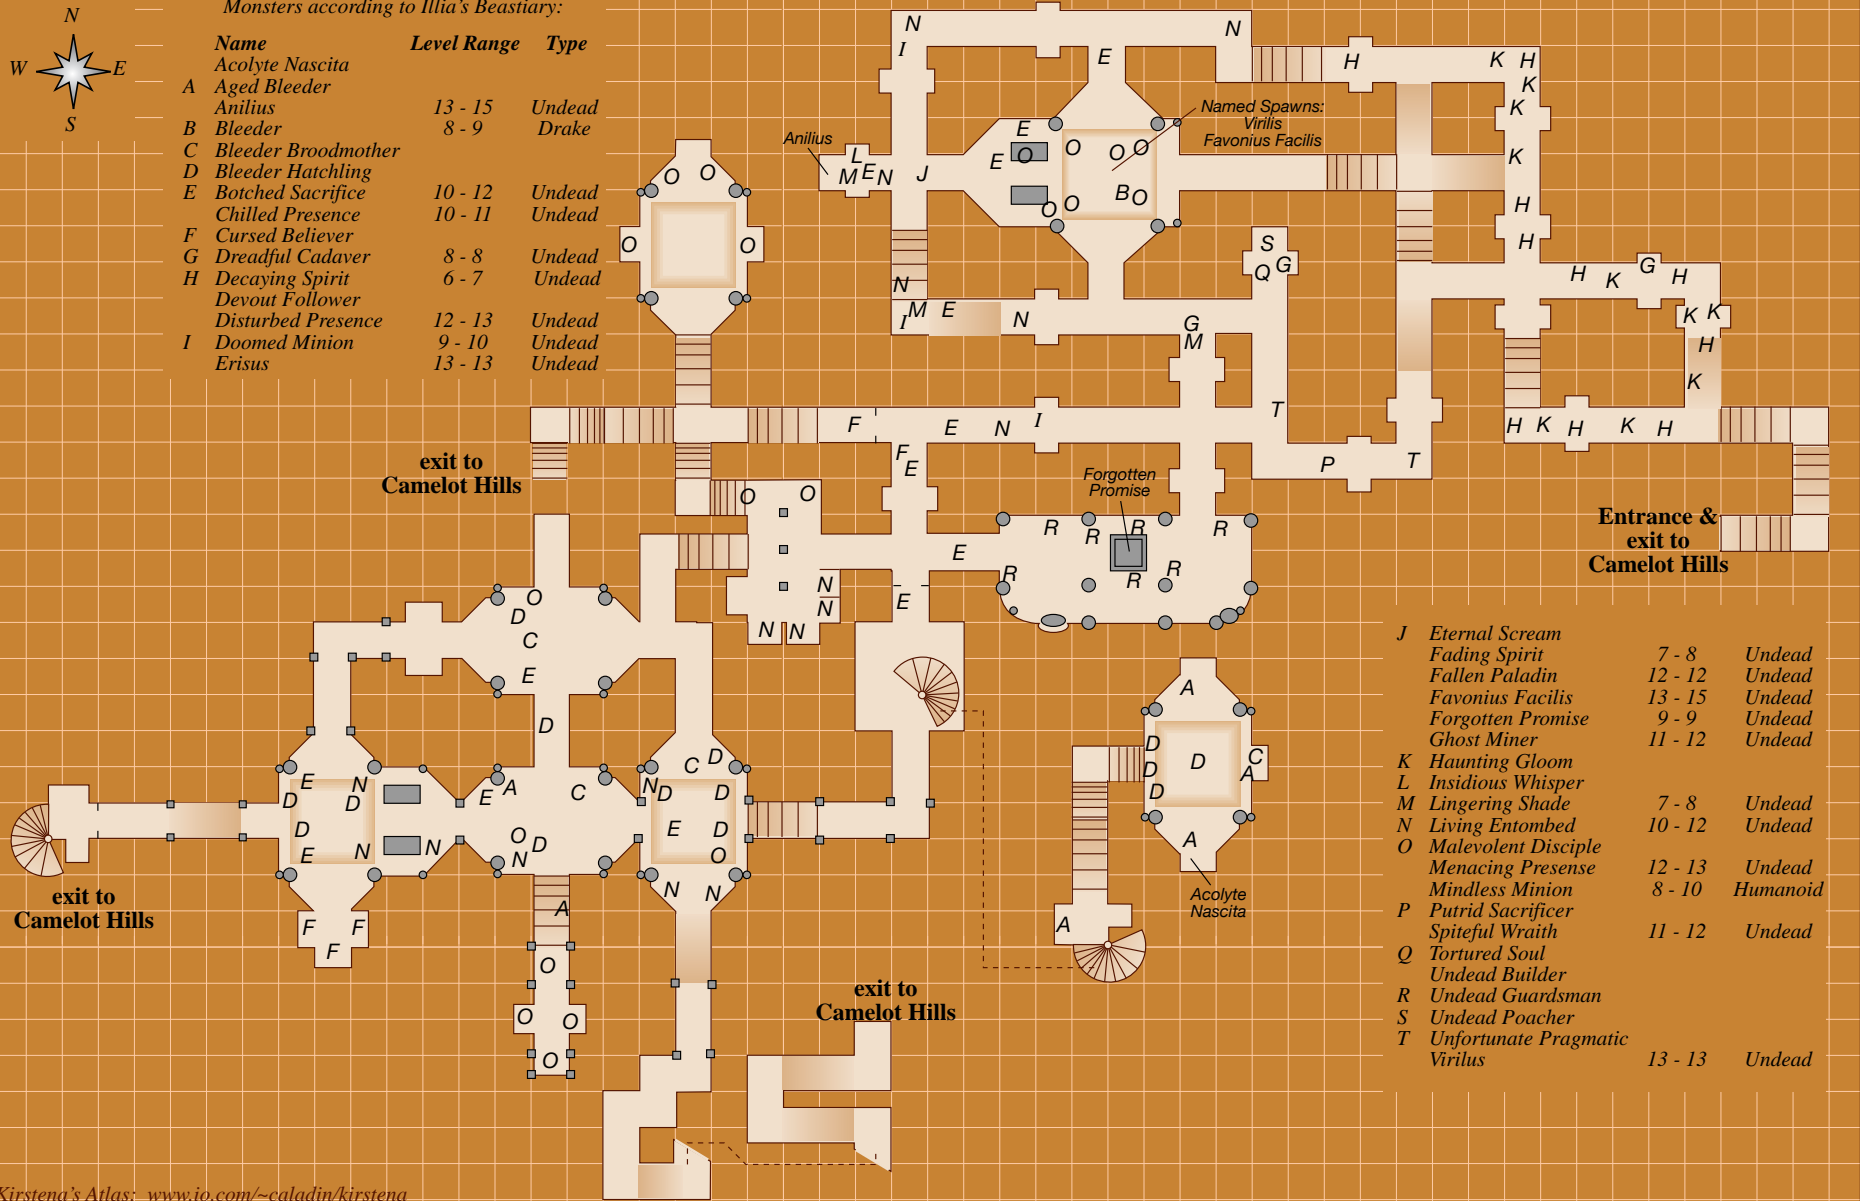 Monsters according to Illia's Beastiary:
N
W E
S
Name Level Range Type
Acolyte Nascita
A Aged Bleeder
Anilius 13 - 15 Undead
B Bleeder 8 - 9 Drake
C Bleeder Broodmother
D Bleeder Hatchling
E Botched Sacrifice 10 - 12 Undead
Chilled Presence 10 - 11 Undead
F Cursed Believer
G Dreadful Cadaver 8 - 8 Undead
H Decaying Spirit 6 - 7 Undead
Devout Follower
Disturbed Presence 12 - 13 Undead
I Doomed Minion 9 - 10 Undead
Erisus 13 - 13 Undead
N N
I E H K H
K
K
Named Spawns:
Virilis
Favonius Facilis
Anilius
E O O O
L E O K
M E N J
O O
B O H
O O
O O S H
Q G
H K G H
N
I M E N G K K
M H
K
F E N I T H K H K H
F
E P T
exit to
Camelot Hills
Forgotten
Promise
O O R R R R
Entrance &
exit to
Camelot Hills
E R R R
N
E N
N N
O
D
C
E
D
J Eternal Scream
Fading Spirit 7 - 8 Undead
Fallen Paladin 12 - 12 Undead
Favonius Facilis 13 - 15 Undead
Forgotten Promise 9 - 9 Undead
Ghost Miner 11 - 12 Undead
K Haunting Gloom
L Insidious Whisper
M Lingering Shade 7 - 8 Undead
N Living Entombed 10 - 12 Undead
O Malevolent Disciple
Menacing Presense 12 - 13 Undead
Mindless Minion 8 - 10 Humanoid
P Putrid Sacrificer
Spiteful Wraith 11 - 12 Undead
Q Tortured Soul
Undead Builder
R Undead Guardsman
S Undead Poacher
T Unfortunate Pragmatic
Virilus 13 - 13 Undead
A
D D C
D A
D
A
Acolyte
Nascita
A
C D
E N A C N D D
D D E
D O E D
E N N D O
N
N N
A
F F
F
O
O O
O
exit to
Camelot Hills
exit to
Camelot Hills
Kirstena's Atlas: www.io.com/~caladin/kirstena